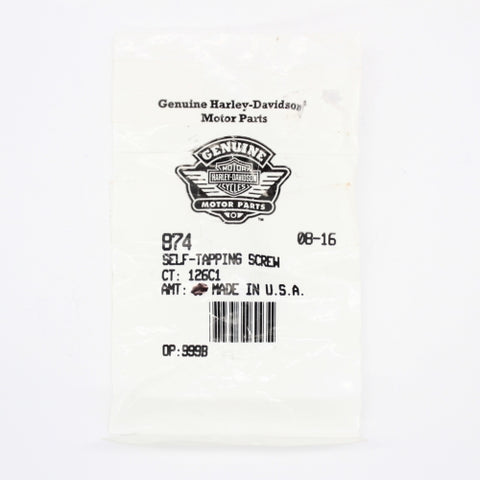 Genuine Harley-Davidson®
Motor Parts
GENUINE
MOTOR
HARLEY-DAVIDSON
CYCLES
MOTOR PARTS
™
874 08-16
SELF-TAPPING SCREW
CT: 126C1
AMT: MADE IN U.S.A.
OP:999B